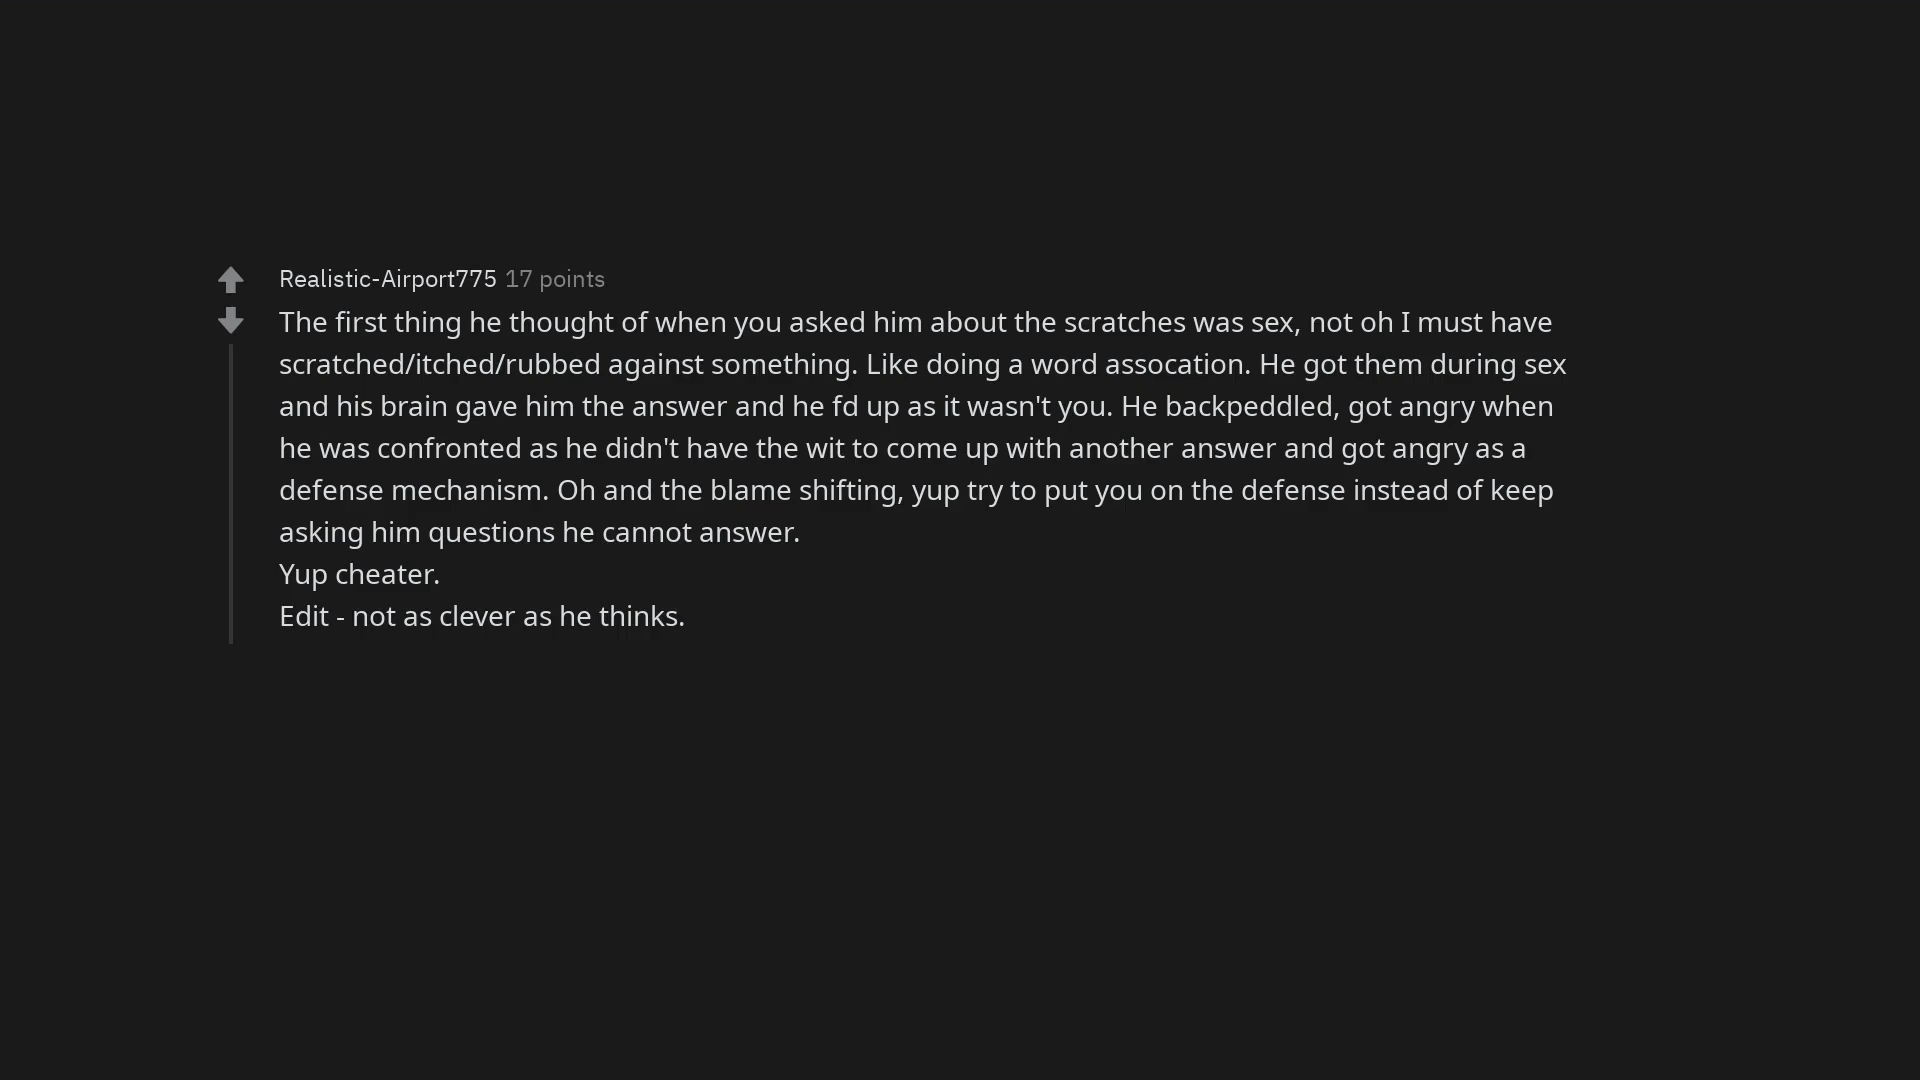 Realistic-Airport775 17 points
The first thing he thought of when you asked him about the scratches was sex, not oh I must have
scratched/itched/rubbed against something. Like doing a word assocation. He got them during sex
and his brain gave him the answer and he fd up as it wasn't you. He backpeddled, got angry when
he was confronted as he didn't have the wit to come up with another answer and got angry as a
defense mechanism. Oh and the blame shifting, yup try to put you on the defense instead of keep
asking him questions he cannot answer.
Yup cheater.
Edit - not as clever as he thinks.